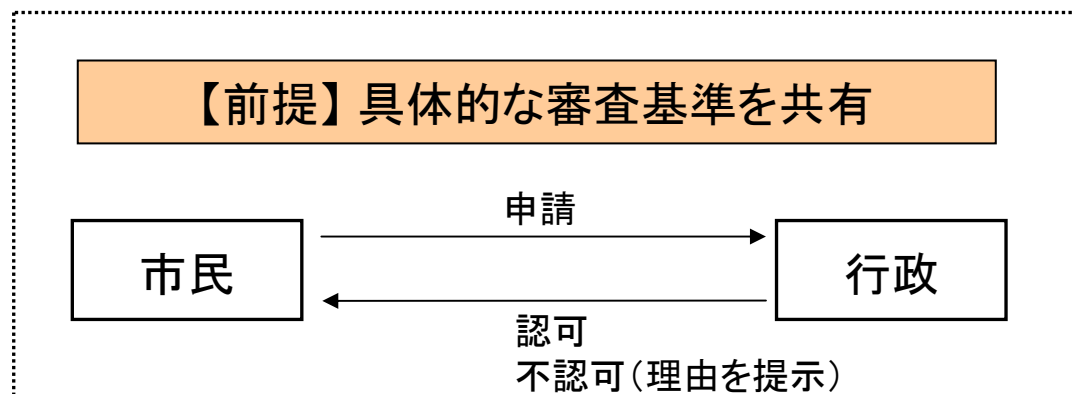 【前提】具体的な審査基準を共有
申請
市民
行政
認可
不認可（理由を提示）